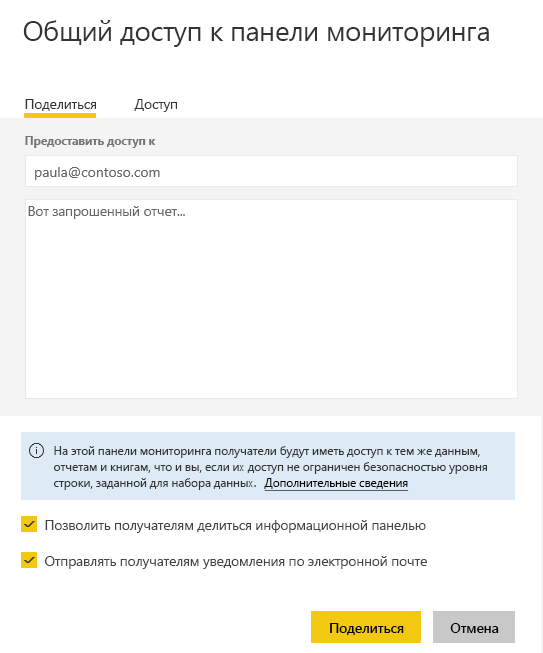 Общий доступ к панели мониторинга
Поделиться Доступ
Предоставить доступ к
paula@contoso.com
Вот запрошенный отчет...
На этой панели мониторинга получатели будут иметь доступ к тем же данным,
отчетам и книгам, что и вы, если их доступ не ограничен безопасностью уровня
строки, заданной для набора данных. Дополнительные сведения
Позволить получателям делиться информационной панелью
Отправлять получателям уведомления по электронной почте
Поделиться Отмена